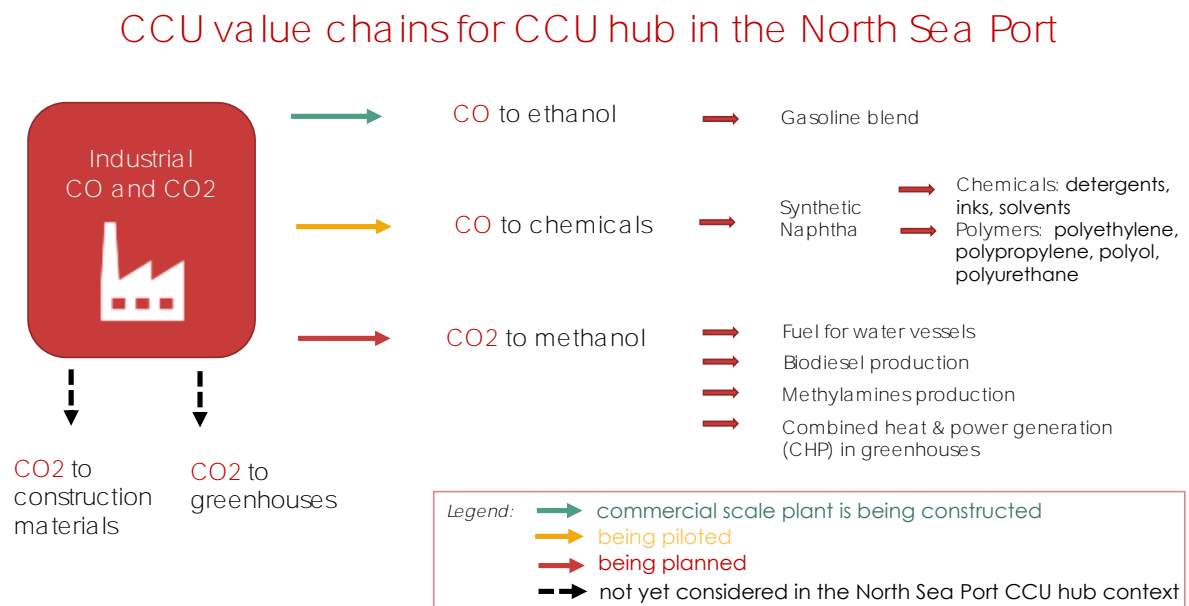 CCU value chains for CCU hub in the North Sea Port
Industrial
CO and CO2
CO to ethanol
Gasoline blend
CO to chemicals
Synthetic
Naphtha
Chemicals: detergents,
inks, solvents
Polymers: polyethylene,
polypropylene, polyol,
polyurethane
CO2 to methanol
Fuel for water vessels
Biodiesel production
Methylamines production
Combined heat & power generation
(CHP) in greenhouses
CO2 to
construction
materials
CO2 to
greenhouses
Legend:
commercial scale plant is being constructed
being piloted
being planned
not yet considered in the North Sea Port CCU hub context